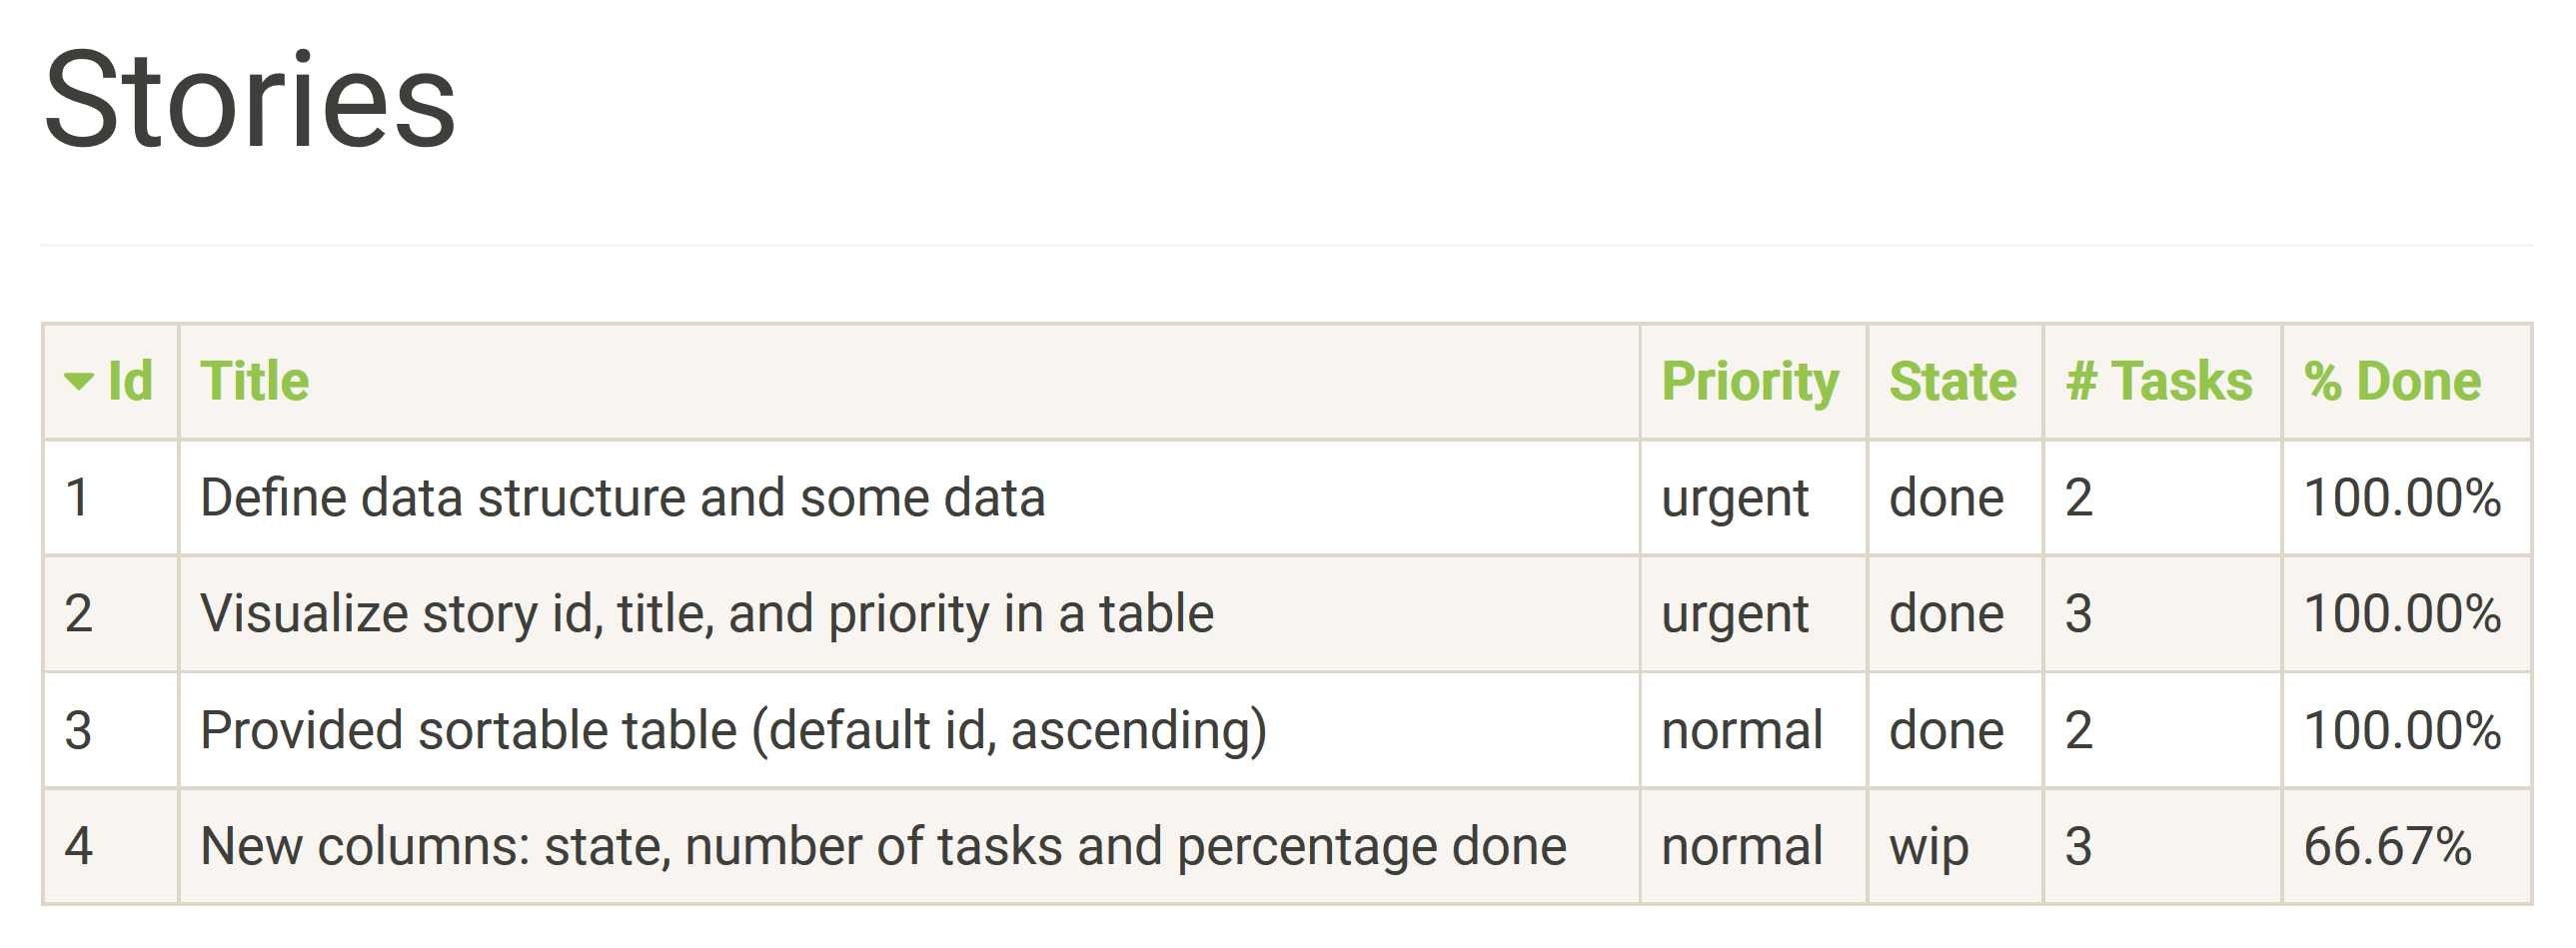 Stories
Id Title Priority State # Tasks % Done
1 Define data structure and some data urgent done 2 100.00%
2 Visualize story id, title, and priority in a table urgent done 3 100.00%
3 Provided sortable table (default id, ascending) normal done 2 100.00%
4 New columns: state, number of tasks and percentage done normal wip 3 66.67%